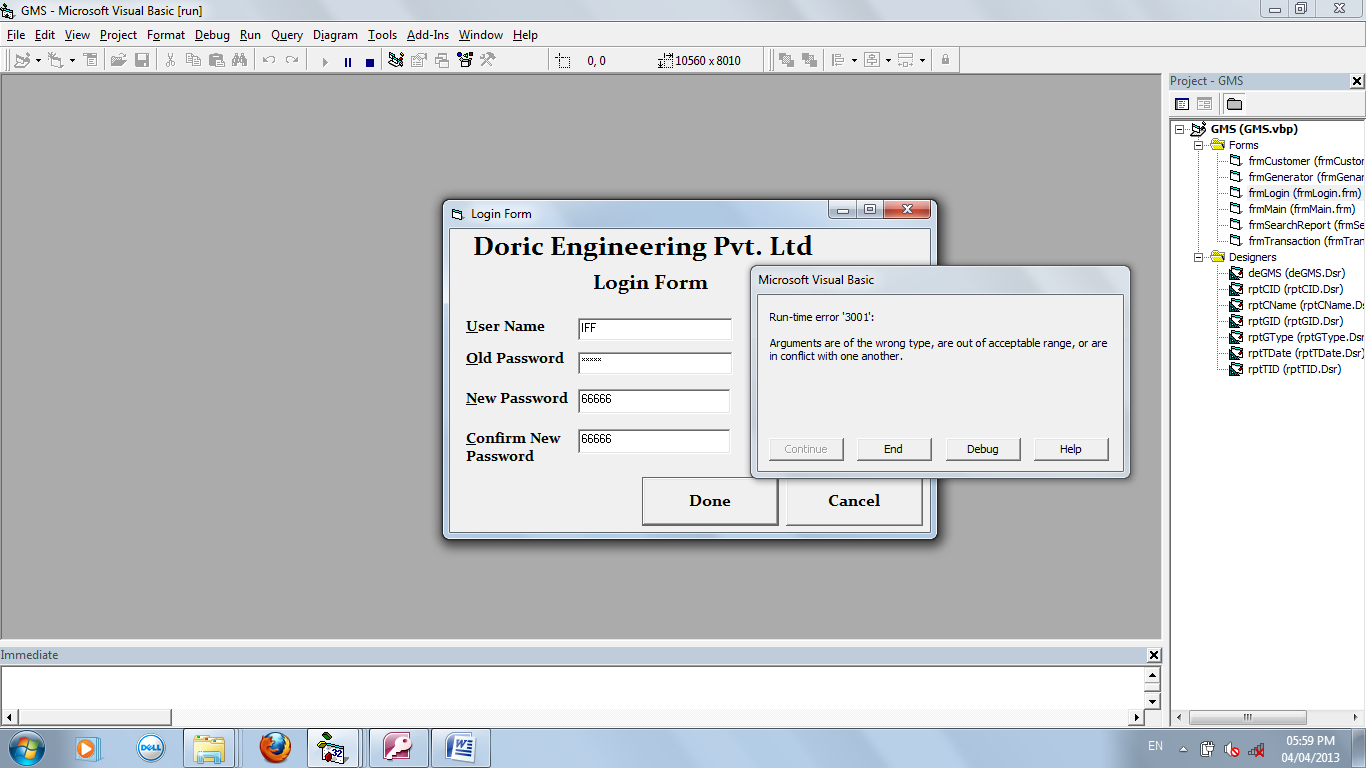 GMS - Microsoft Visual Basic [run]
File Edit View Project Format Debug Run Query Diagram Tools Add-Ins Window Help
0, 0 10560 x 8010
Project - GMS
GMS (GMS.vbp)
Forms
frmCustomer (frmCustor
frmGenerator (frmGenar
frmLogin (frmLogin.frm)
frmMain (frmMain.frm)
frmSearchReport (frmSe
frmTransaction (frmTran
Designers
deGMS (deGMS.Dsr)
rptCID (rptCID.Dsr)
rptCName (rptCName.Ds
rptGID (rptGID.Dsr)
rptGType (rptGType.Dsr
rptTDate (rptTDate.Dsr)
rptTID (rptTID.Dsr)
Login Form
Doric Engineering Pvt. Ltd
Login Form
User Name IFF
Old Password xxxxx
New Password 66666
Confirm New 66666
Password
Done Cancel
Microsoft Visual Basic
Run-time error '3001':
Arguments are of the wrong type, are out of acceptable range, or are
in conflict with one another.
Continue End Debug Help
Immediate
DELL
32
EN
05:59 PM
04/04/2013